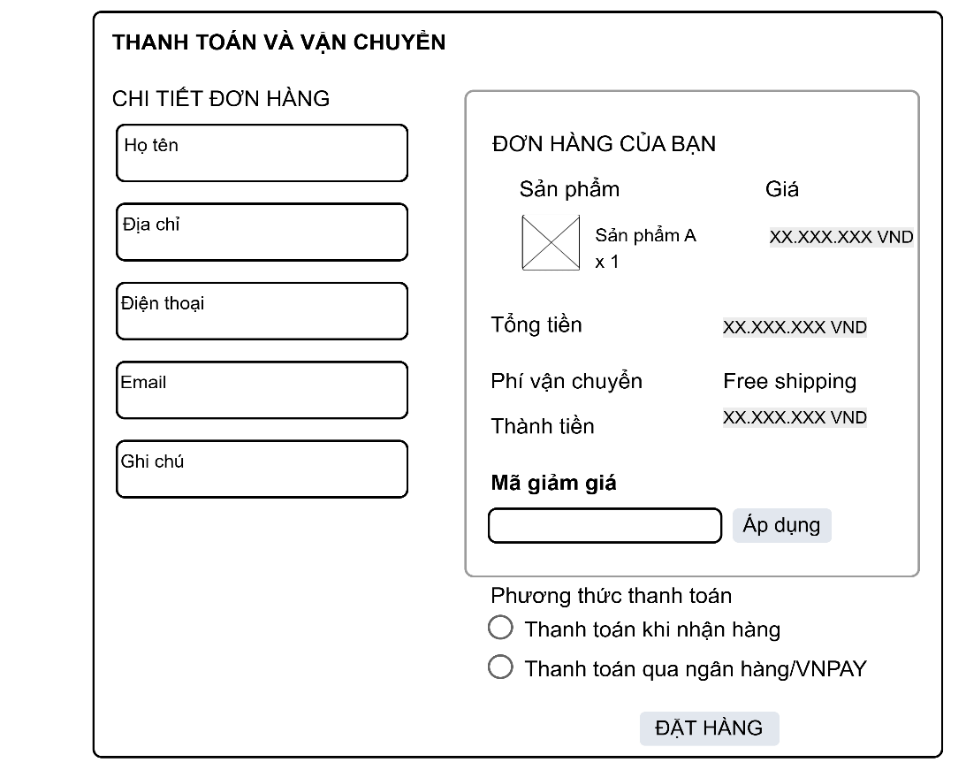 THANH TOÁN VÀ VẬN CHUYỂN
CHI TIẾT ĐƠN HÀNG
Họ tên
Địa chỉ
Điện thoại
Email
Ghi chú
ĐƠN HÀNG CỦA BẠN
Sản phẩm Giá
Sản phẩm A XX.XXX.XXX VND
x 1
Tổng tiền XX.XXX.XXX VND
Phí vận chuyển Free shipping
Thành tiền XX.XXX.XXX VND
Mã giảm giá
Áp dụng
Phương thức thanh toán
Thanh toán khi nhận hàng
Thanh toán qua ngân hàng/VNPAY
ĐẶT HÀNG